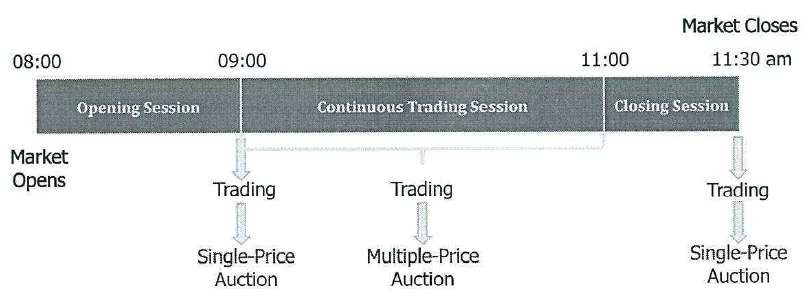 Market Closes
08:00
09:00
11:00
11:30 am
Opening Session
Continuous Trading Session
Closing Session
Market
Opens
Trading
Trading
Trading
Single-Price
Auction
Multiple-Price
Auction
Single-Price
Auction